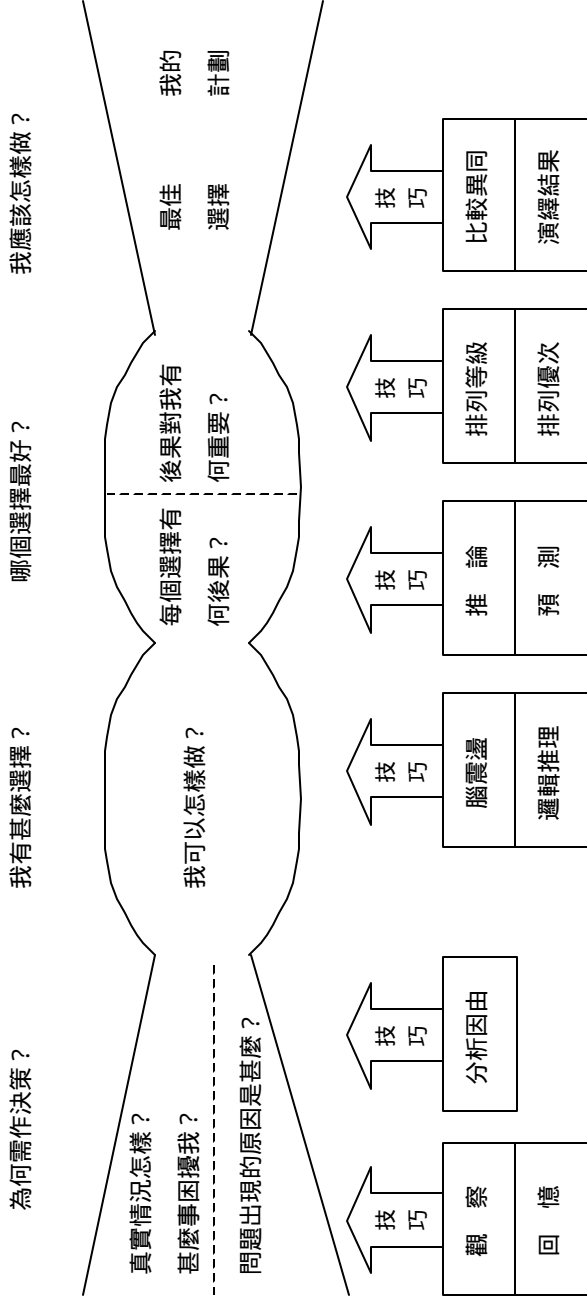 為何需作決策？
我有甚麼選擇？
哪個選擇最好？
我應該怎樣做？
真實情況怎樣？
甚麼事困擾我？
問題出現的原因是甚麼？
我可以怎樣做？
每個選擇有
何後果？
後果對我有
何重要？
最佳
選擇
我的
計劃
技
巧
技
巧
技
巧
技
巧
技
巧
技
巧
觀 察
回 憶
分析因由
腦震盪
邏輯推理
推 論
預 測
排列等級
排列優次
比較異同
演繹結果